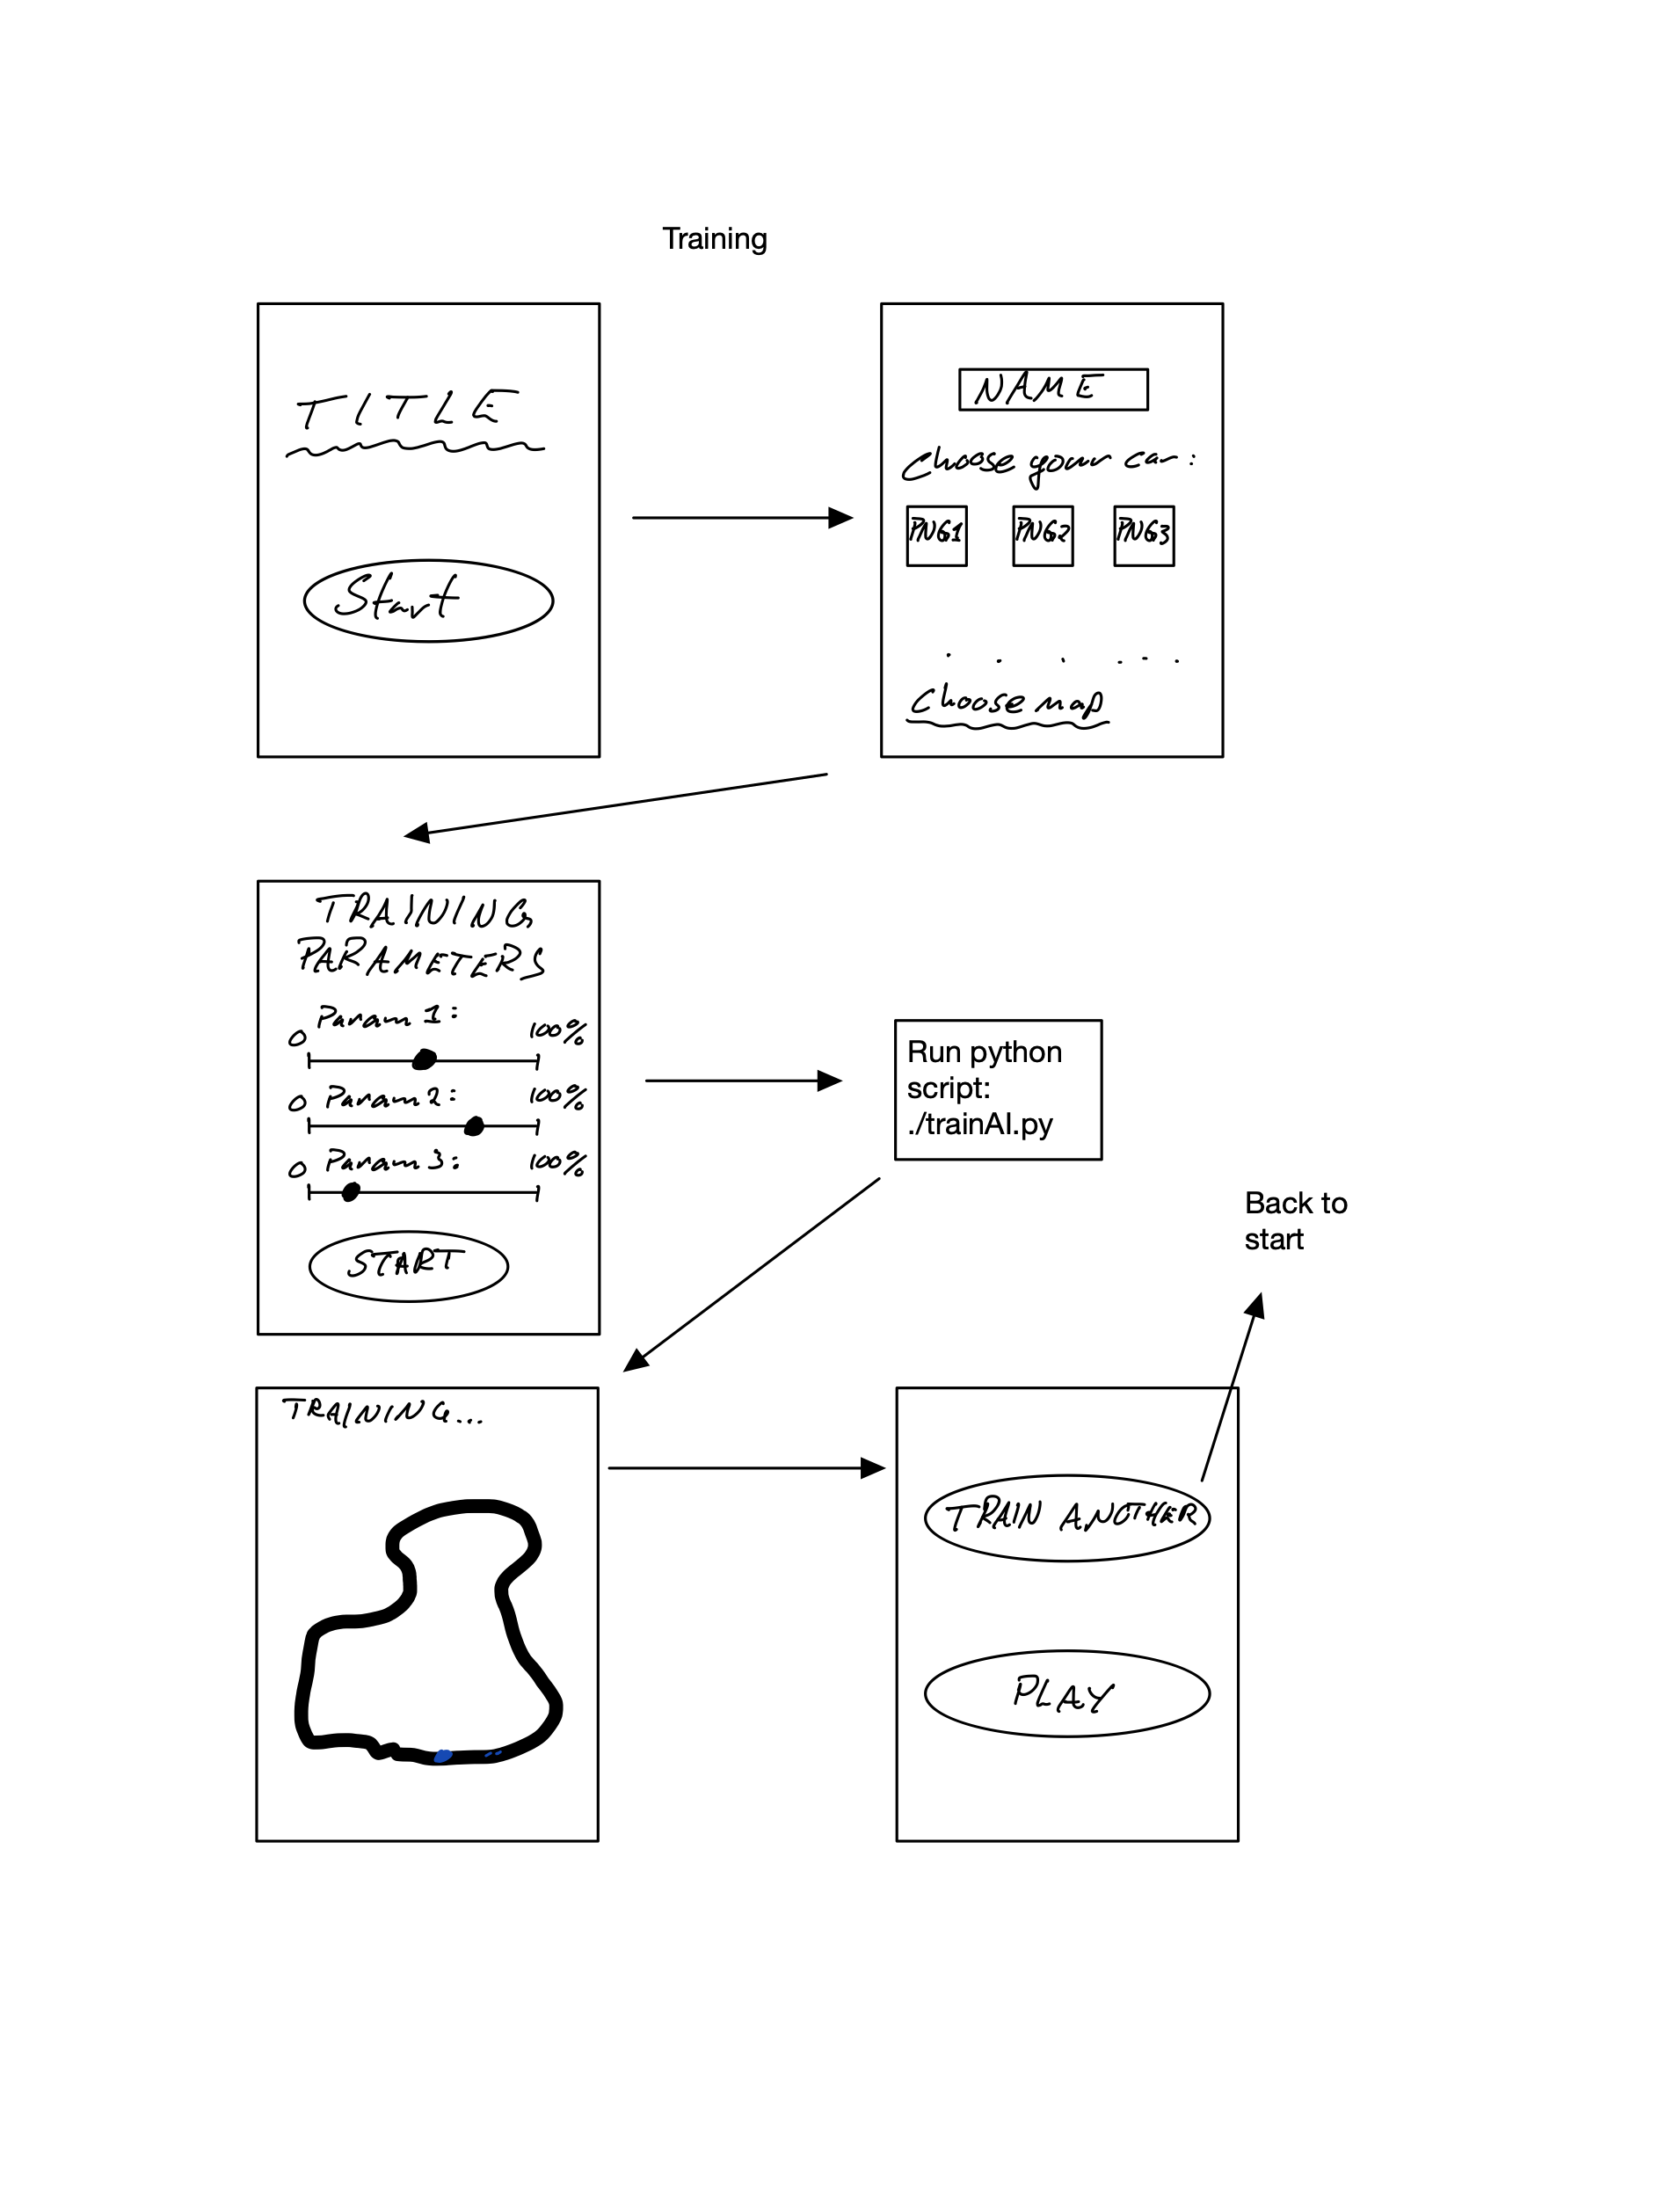 Training
TITLE
Start
NAME
Choose your car:
PNG1 PNG2 PNG3
. . . . - .
Choose map
TRAINING
PARAMETERS
Param 1:
0 100%
Param 2:
0 100%
Param 3:
0 100%
START
Run python
script:
./trainAI.py
Back to
start
TRAINING...
TRAIN ANOTHER
PLAY